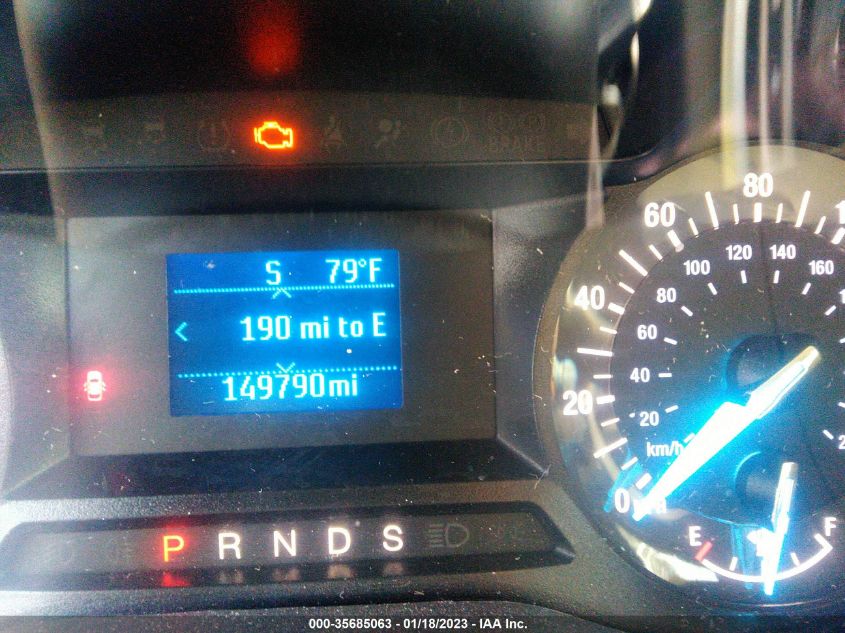 BRAKE
S 79°F
< 190 mi to E
149790mi
P R N D S
0 20 40 60 80
20 40 60 80 100 120 140 160
km/h
E F
000-35685063 - 01/18/2023 - IAA Inc.